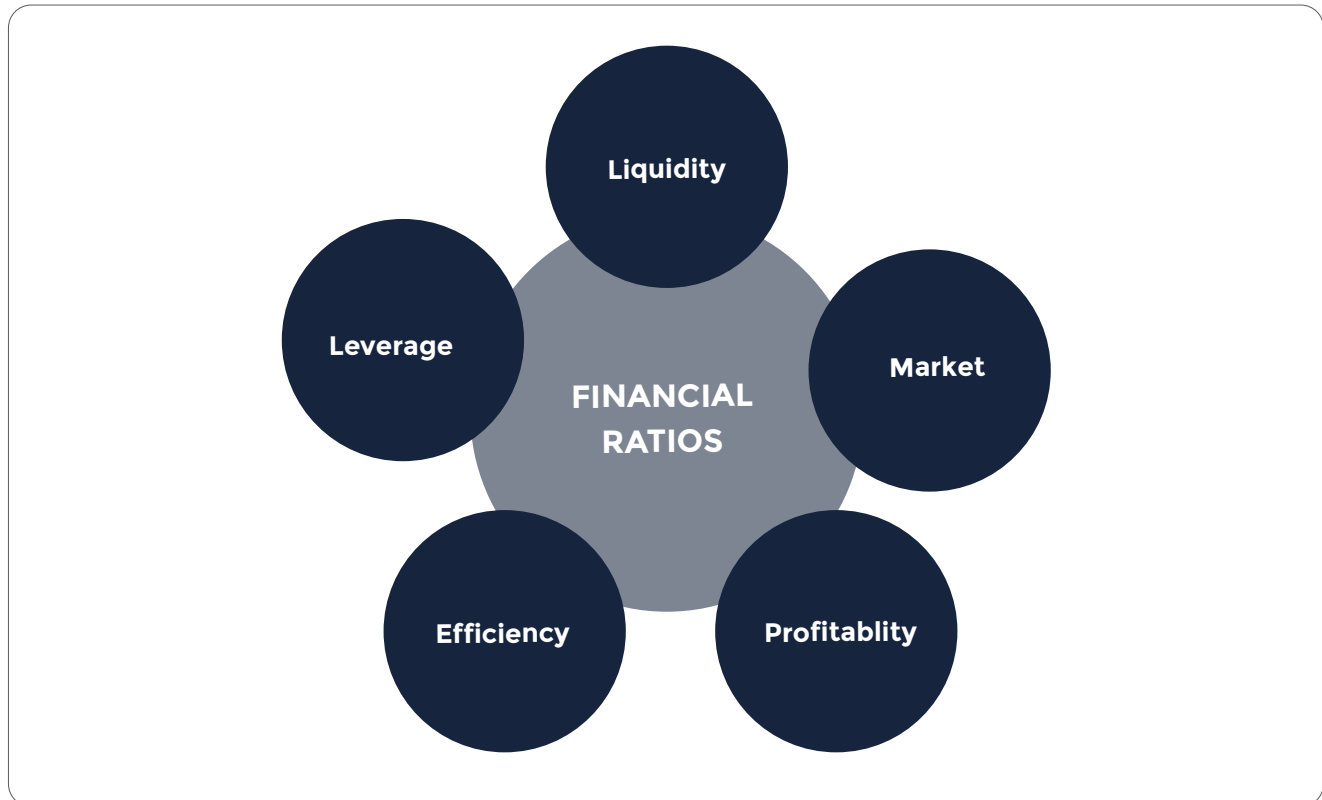 Liquidity
Leverage
Market
FINANCIAL
RATIOS
Efficiency
Profitablity